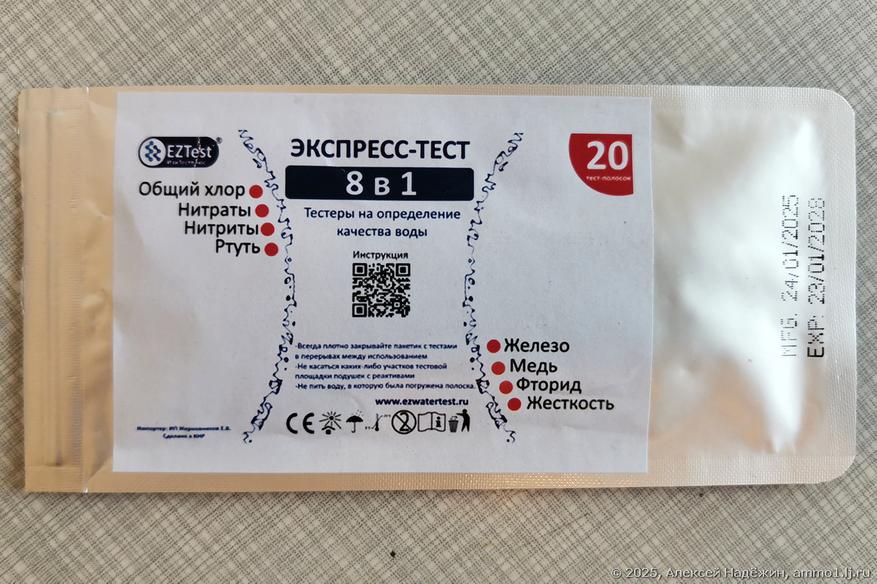 EZTest®
ЭКСПРЕСС-ТЕСТ
8 в 1
Тестеры на определение
качества воды
Инструкция
20
тест-полосок
Общий хлор
Нитраты
Нитриты
Ртуть
-Всегда плотно закрывайте пакетик с тестами
в перерывах между использованием
-Не касаться каких-либо участков тестовой
площадки подушек с реактивами
-Не пить воду, в которую была погружена полоска.
www.ezwatertest.ru
Железо
Медь
Фторид
Жесткость
CE
Сделано в КНР
MFG. 24/01/2025
EXP: 23/01/2028
© 2025, Алексей Надёжин, ammo1.lj.ru